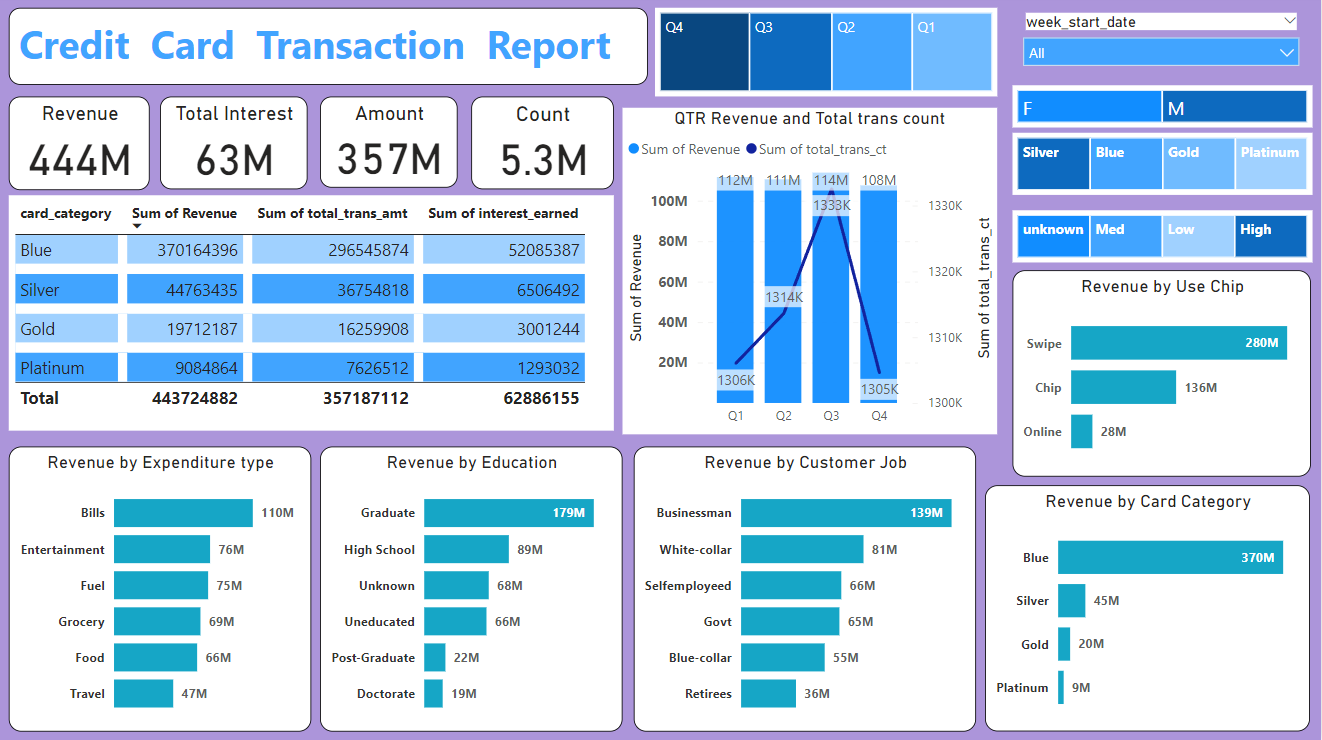 Credit Card Transaction Report
Q4
Q3
Q2
Q1
week_start_date
All
F
M
Silver
Blue
Gold
Platinum
unknown
Med
Low
High
Revenue
444M
Total Interest
63M
Amount
357M
Count
5.3M
card_category Sum of Revenue Sum of total_trans_amt Sum of interest_earned
Blue 370164396 296545874 52085387
Silver 44763435 36754818 6506492
Gold 19712187 16259908 3001244
Platinum 9084864 7626512 1293032
Total 443724882 357187112 62886155
QTR Revenue and Total trans count
Sum of Revenue Sum of total_trans_ct
112M 111M 114M 108M
100M
80M
60M
40M
20M
Sum of Revenue
1306K
1314K
1333K
1305K
1330K
1320K
1310K
1300K
Sum of total_trans_ct
Q1 Q2 Q3 Q4
Revenue by Use Chip
Swipe 280M
Chip 136M
Online 28M
Revenue by Expenditure type
Bills 110M
Entertainment 76M
Fuel 75M
Grocery 69M
Food 66M
Travel 47M
Revenue by Education
Graduate 179M
High School 89M
Unknown 68M
Uneducated 66M
Post-Graduate 22M
Doctorate 19M
Revenue by Customer Job
Businessman 139M
White-collar 81M
Selfemployeed 66M
Govt 65M
Blue-collar 55M
Retirees 36M
Revenue by Card Category
Blue 370M
Silver 45M
Gold 20M
Platinum 9M